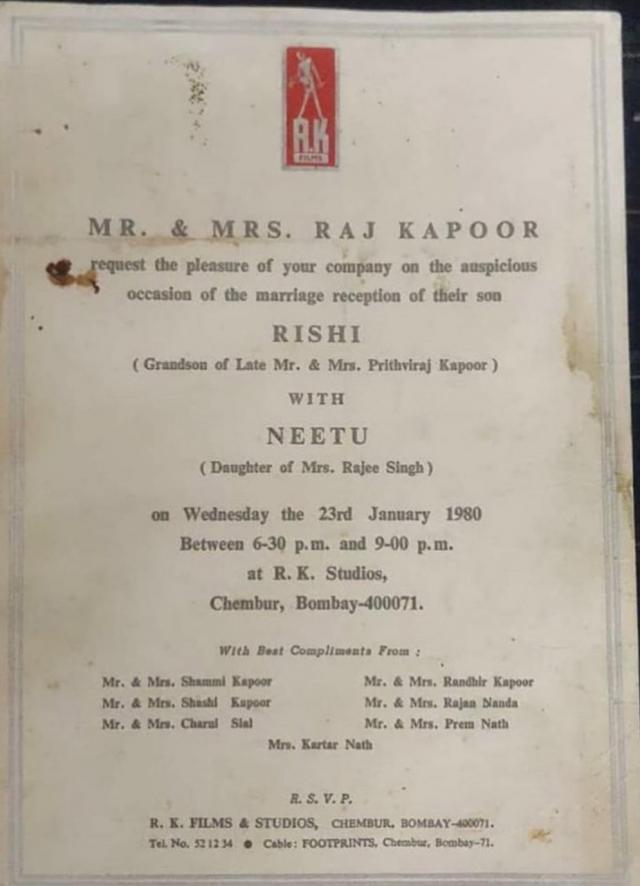 R.K
FILMS
MR. & MRS. RAJ KAPOOR
request the pleasure of your company on the auspicious
occasion of the marriage reception of their son
RISHI
( Grandson of Late Mr. & Mrs. Prithviraj Kapoor )
WITH
NEETU
( Daughter of Mrs. Rajee Singh )
on Wednesday the 23rd January 1980
Between 6-30 p.m. and 9-00 p.m.
at R. K. Studios,
Chembur, Bombay-400071.
With Best Compliments From :
Mr. & Mrs. Shammi Kapoor Mr. & Mrs. Randhir Kapoor
Mr. & Mrs. Shashi Kapoor Mr. & Mrs. Rajan Nanda
Mr. & Mrs. Charul Sial Mr. & Mrs. Prem Nath
Mrs. Kartar Nath
R. S. V. P.
R. K. FILMS & STUDIOS, CHEMBUR, BOMBAY-400071.
Tel. No. 52 12 34 ● Cable: FOOTPRINTS, Chembur, Bombay-71.